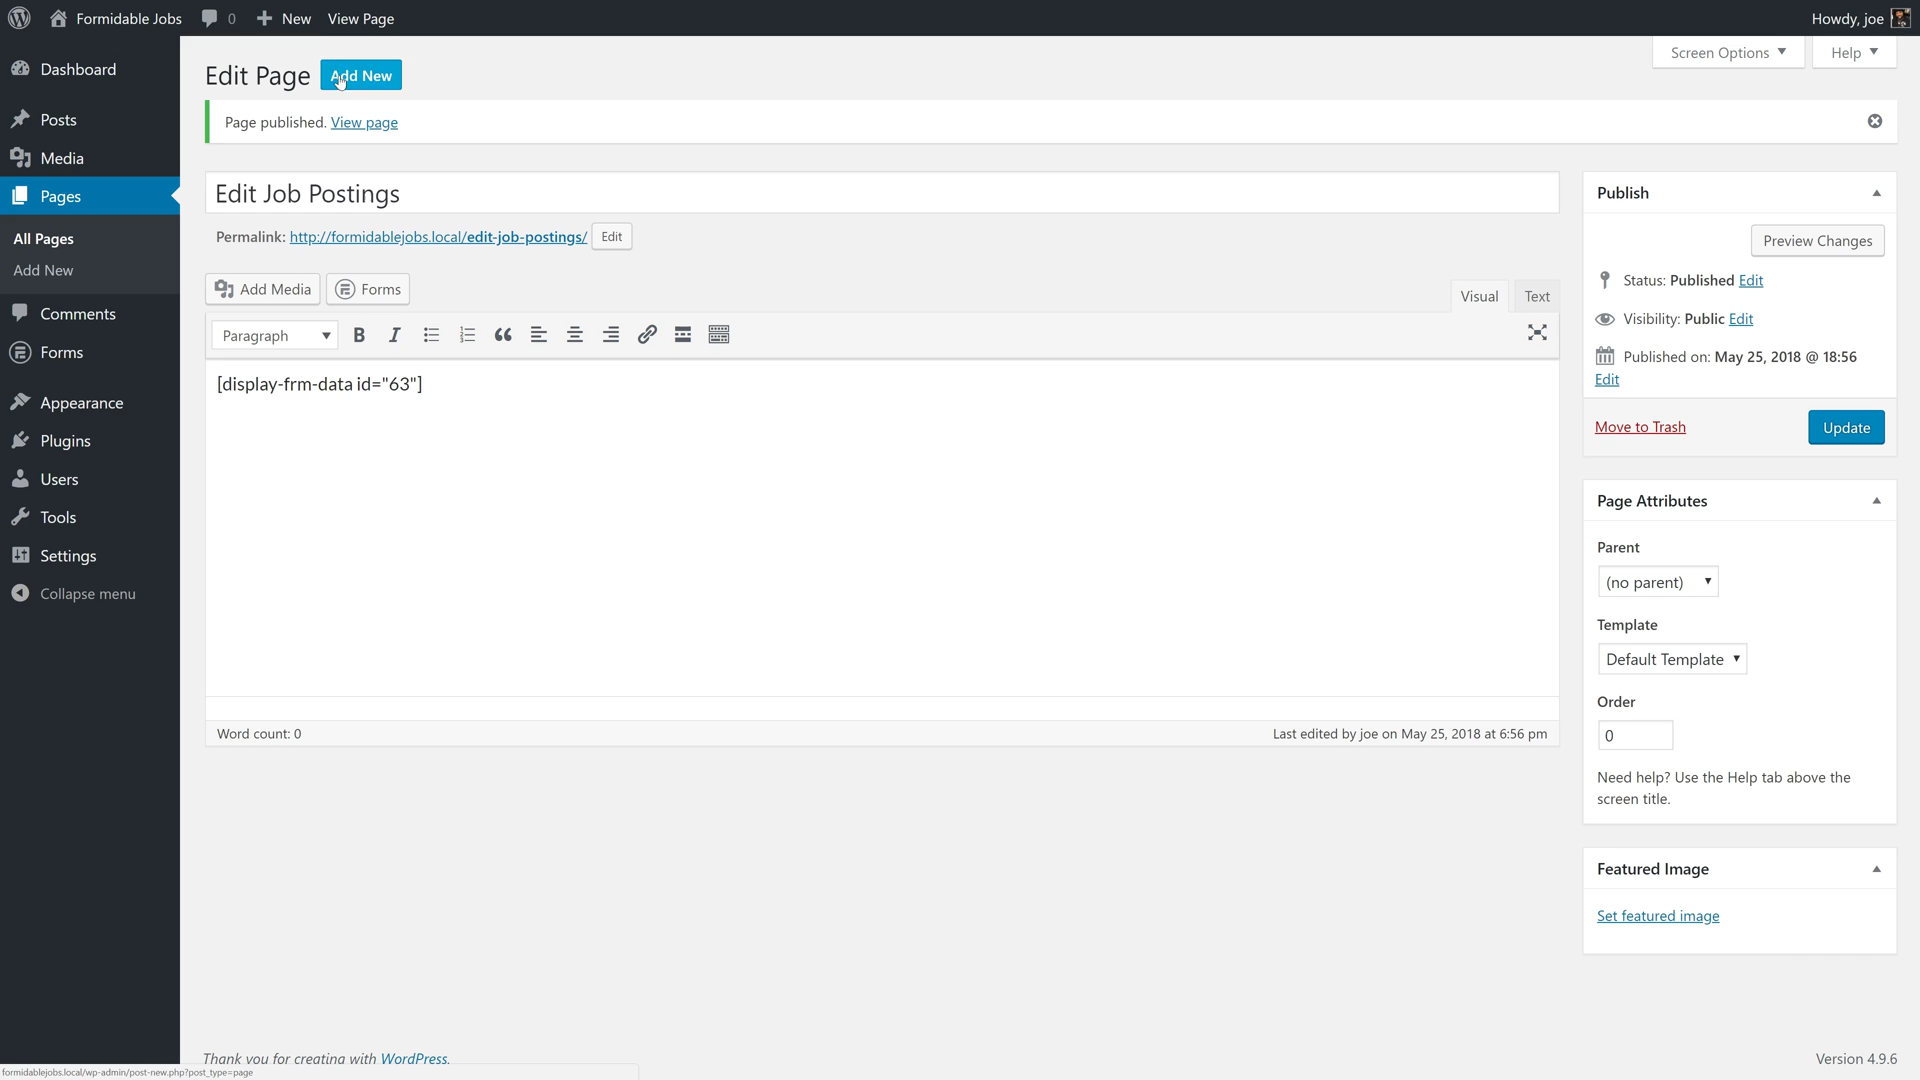 Formidable Jobs 0 New View Page Howdy, joe
Screen Options Help
Dashboard
Posts
Media
Pages
All Pages
Add New
Comments
Forms
Appearance
Plugins
Users
Tools
Settings
Collapse menu
Edit Page Add New
Page published. View page
Edit Job Postings
Permalink: http://formidablejobs.local/edit-job-postings/ Edit
Add Media Forms
Visual Text
Paragraph
[display-frm-data id="63"]
Word count: 0
Last edited by joe on May 25, 2018 at 6:56 pm
Publish
Preview Changes
Status: Published Edit
Visibility: Public Edit
Published on: May 25, 2018 @ 18:56
Edit
Move to Trash Update
Page Attributes
Parent
(no parent)
Template
Default Template
Order
0
Need help? Use the Help tab above the
screen title.
Featured Image
Set featured image
Thank you for creating with WordPress.
Version 4.9.6
formidablejobs.local/wp-admin/post-new.php?post_type=page